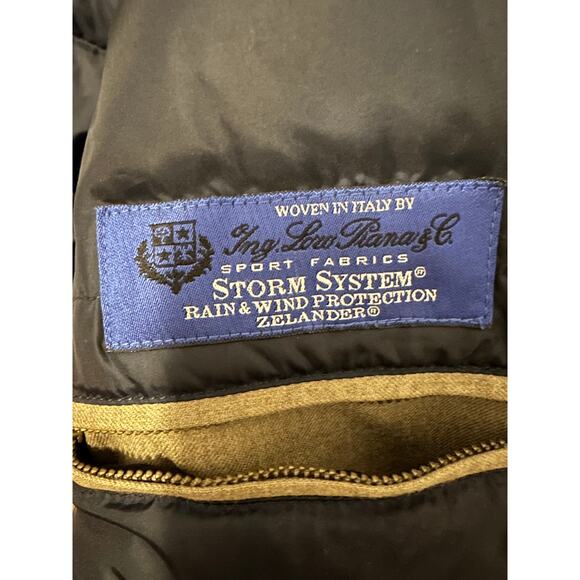 WOVEN IN ITALY BY
Ing. Loro Piana & C.
SPORT FABRICS
STORM SYSTEM®
RAIN & WIND PROTECTION
ZELANDER®